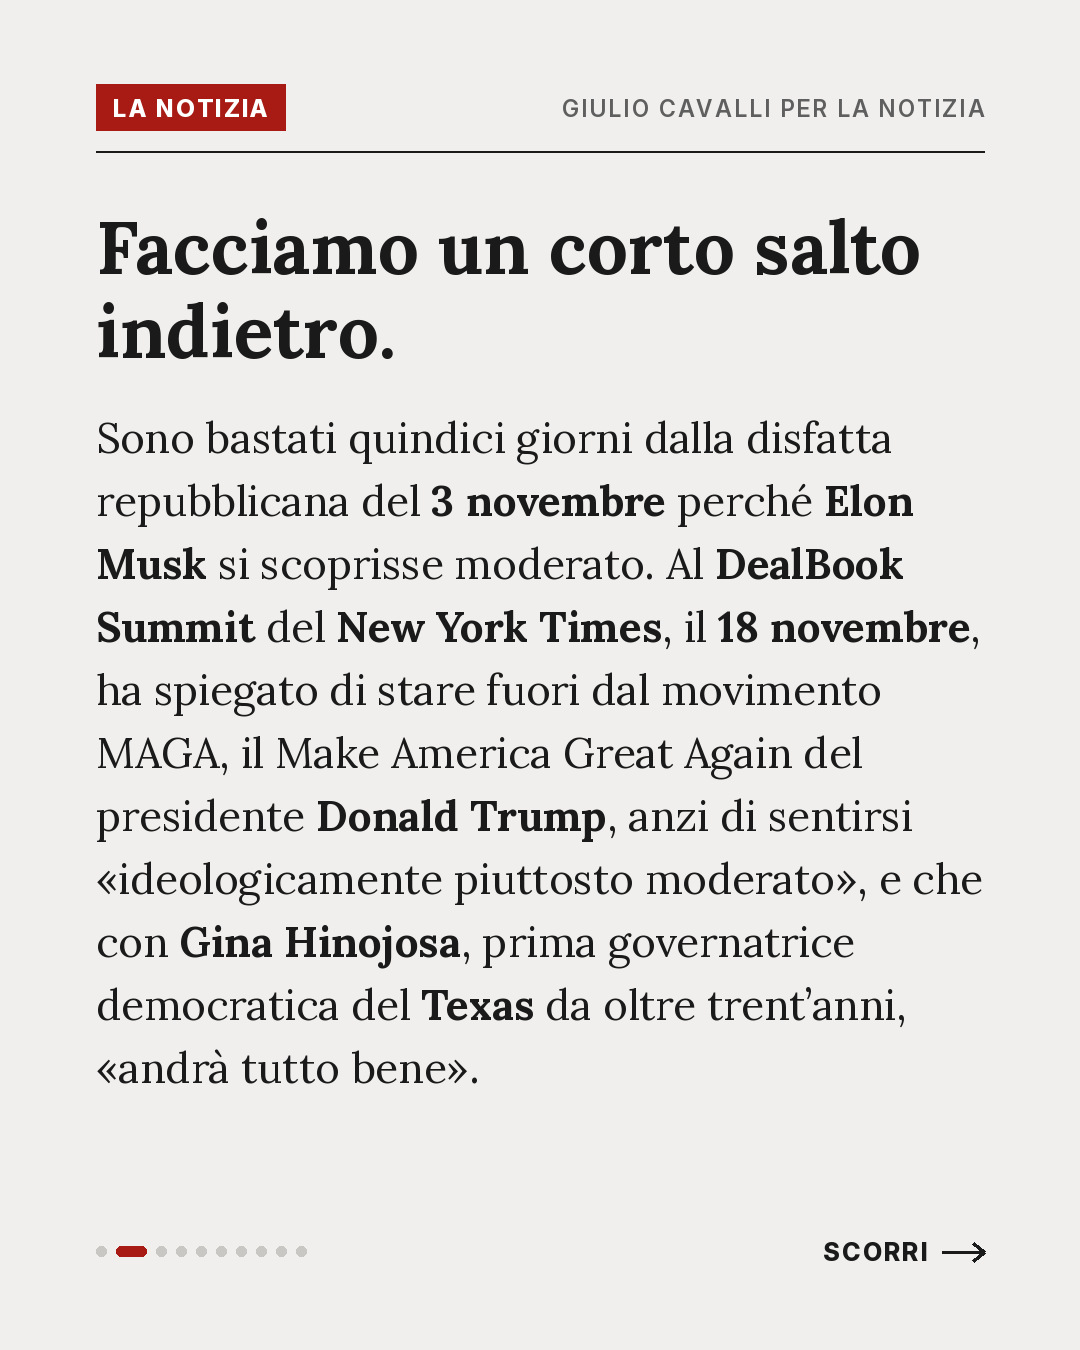 LA NOTIZIA
GIULIO CAVALLI PER LA NOTIZIA
Facciamo un corto salto
indietro.
Sono bastati quindici giorni dalla disfatta
repubblicana del 3 novembre perché Elon
Musk si scoprisse moderato. Al DealBook
Summit del New York Times, il 18 novembre,
ha spiegato di stare fuori dal movimento
MAGA, il Make America Great Again del
presidente Donald Trump, anzi di sentirsi
«ideologicamente piuttosto moderato», e che
con Gina Hinojosa, prima governatrice
democratica del Texas da oltre trent’anni,
«andrà tutto bene».
SCORRI